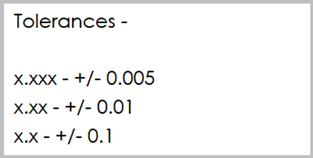 Tolerances -
x.xxx - +/- 0.005
x.xx - +/- 0.01
x.x - +/- 0.1